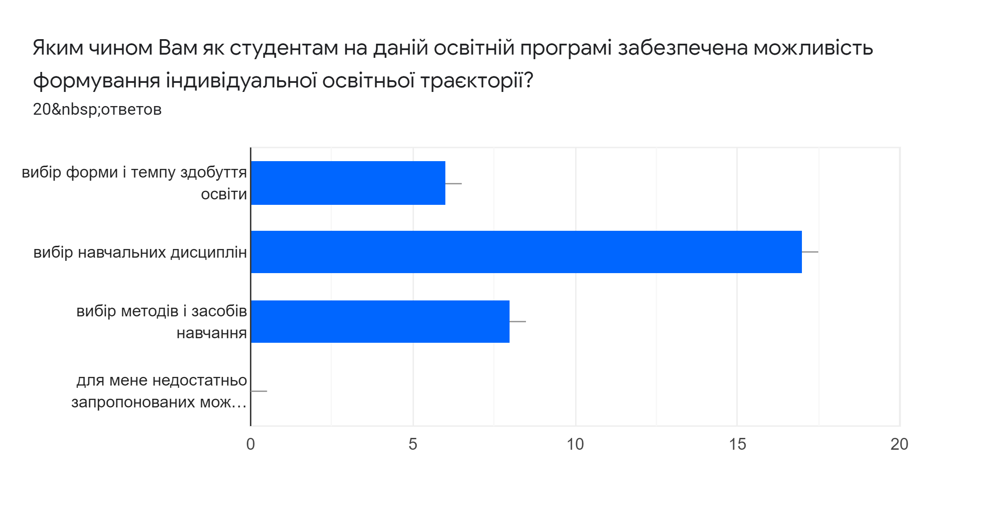 Яким чином Вам як студентам на даній освітній програмі забезпечена можливість
формування індивідуальної освітньої траєкторії?
20&nbsp;ответов
вибір форми і темпу здобуття
освіти
вибір навчальних дисциплін
вибір методів і засобів
навчання
для мене недостатньо
запропонованих мож…
0 5 10 15 20